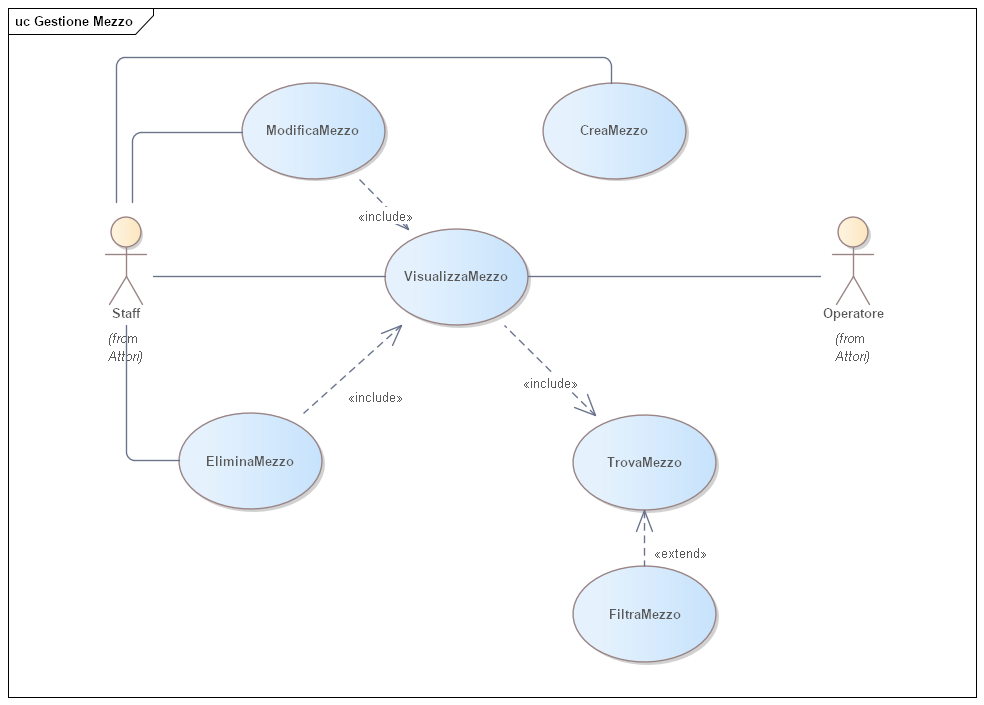 uc Gestione Mezzo
ModificaMezzo
CreaMezzo
«include»
VisualizzaMezzo
Staff
(from
Attori)
Operatore
(from
Attori)
«include»
«include»
EliminaMezzo
TrovaMezzo
«extend»
FiltraMezzo